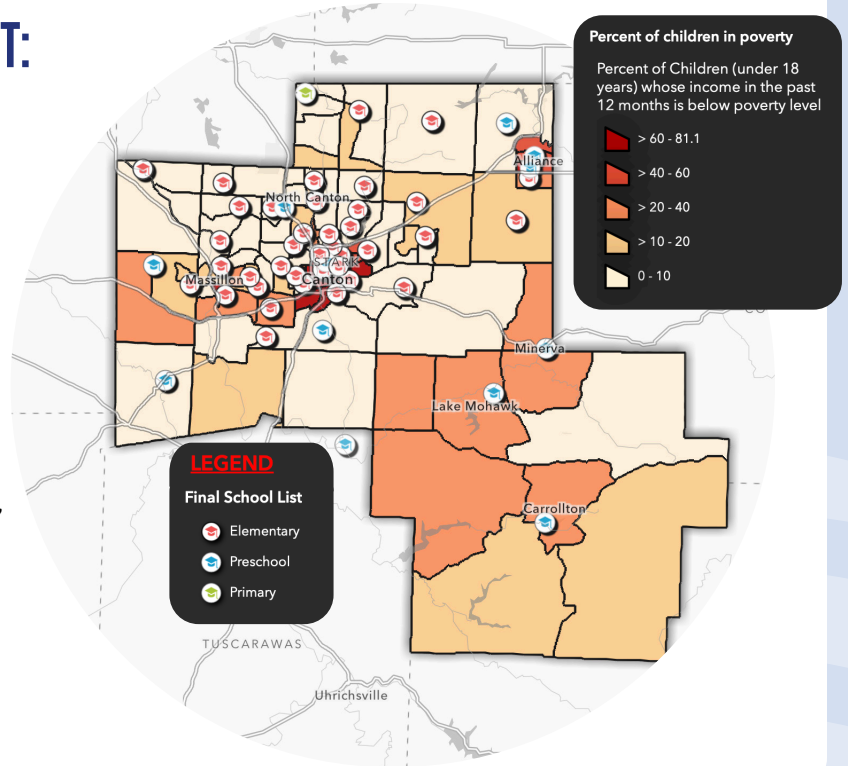 T:
Percent of children in poverty
Percent of Children (under 18
years) whose income in the past
12 months is below poverty level
> 60 - 81.1
> 40 - 60
> 20 - 40
> 10 - 20
0 - 10
Alliance
North Canton
STARK
Massillon
Canton
Minerva
Lake Mohawk
Carrollton
LEGEND
Final School List
Elementary
Preschool
Primary
TUSCARAWAS
Uhrichsville